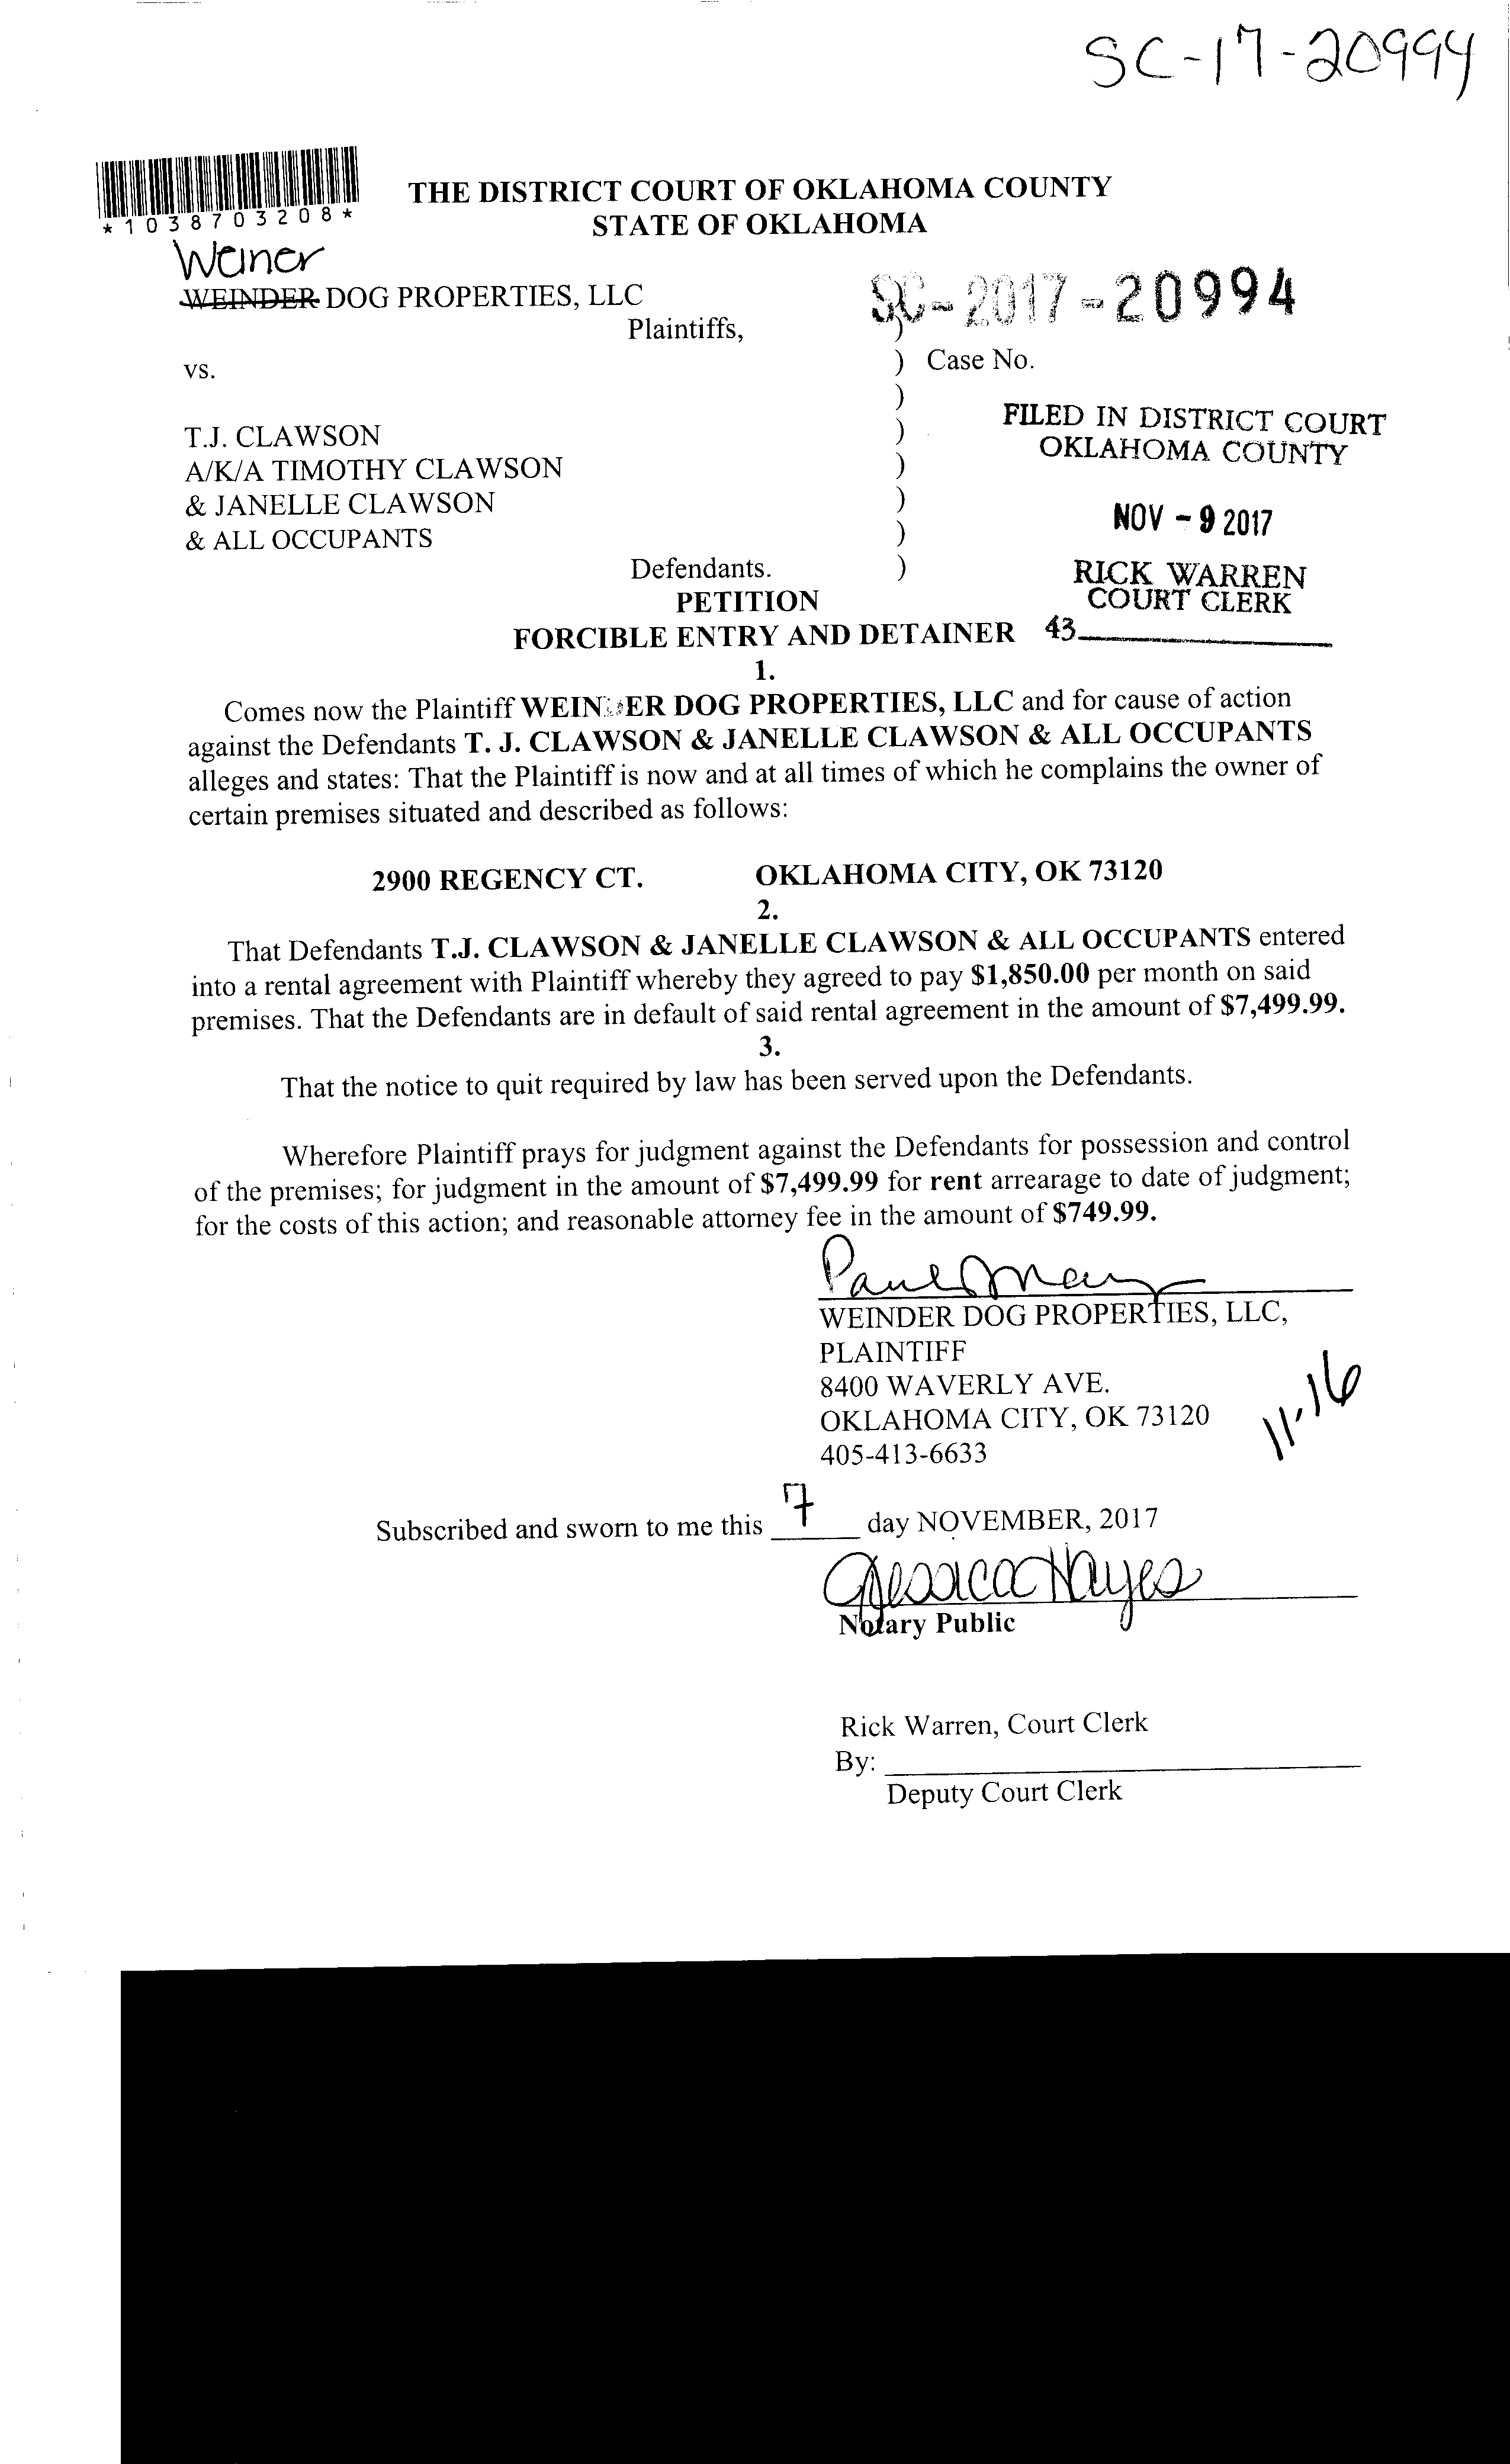 SC-17-20994
*1038703208*
THE DISTRICT COURT OF OKLAHOMA COUNTY
STATE OF OKLAHOMA
Weiner
WEINDER DOG PROPERTIES, LLC
SC-2017-20994
Plaintiffs,
)
vs.
) Case No.
)
T.J. CLAWSON
)
FILED IN DISTRICT COURT
OKLAHOMA COUNTY
A/K/A TIMOTHY CLAWSON
)
& JANELLE CLAWSON
)
NOV - 9 2017
& ALL OCCUPANTS
)
Defendants.
)
RICK WARREN
COURT CLERK
PETITION
FORCIBLE ENTRY AND DETAINER
43
1.
Comes now the Plaintiff WEINER DOG PROPERTIES, LLC and for cause of action
against the Defendants T. J. CLAWSON & JANELLE CLAWSON & ALL OCCUPANTS
alleges and states: That the Plaintiff is now and at all times of which he complains the owner of
certain premises situated and described as follows:
2900 REGENCY CT. OKLAHOMA CITY, OK 73120
2.
That Defendants T.J. CLAWSON & JANELLE CLAWSON & ALL OCCUPANTS entered
into a rental agreement with Plaintiff whereby they agreed to pay $1,850.00 per month on said
premises. That the Defendants are in default of said rental agreement in the amount of $7,499.99.
3.
That the notice to quit required by law has been served upon the Defendants.
Wherefore Plaintiff prays for judgment against the Defendants for possession and control
of the premises; for judgment in the amount of $7,499.99 for rent arrearage to date of judgment;
for the costs of this action; and reasonable attorney fee in the amount of $749.99.
Paul
WEINDER DOG PROPERTIES, LLC,
PLAINTIFF
8400 WAVERLY AVE.
OKLAHOMA CITY, OK 73120
405-413-6633
11-16
Subscribed and sworn to me this 7 day NOVEMBER, 2017
Jessica Hayes
Notary Public
Rick Warren, Court Clerk
By:
Deputy Court Clerk